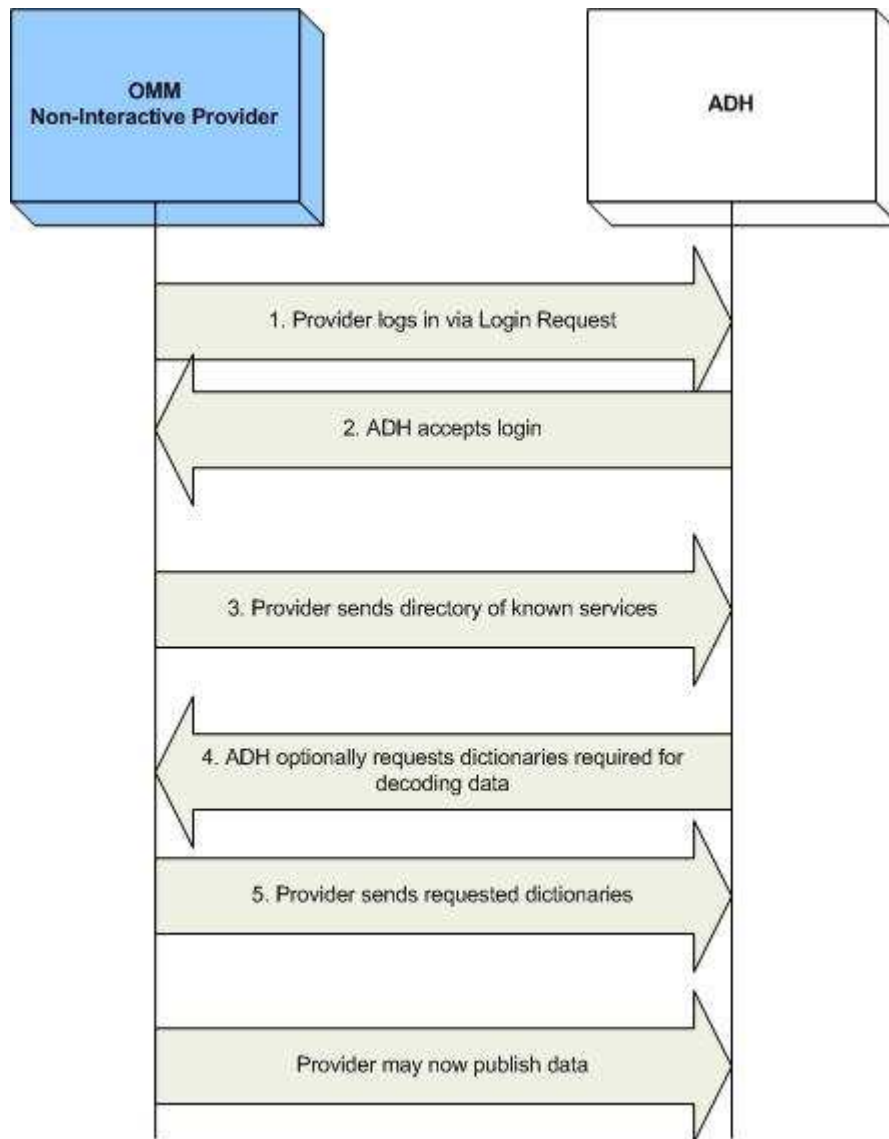 OMM
Non-Interactive Provider
ADH
1. Provider logs in via Login Request
2. ADH accepts login
3. Provider sends directory of known services
4. ADH optionally requests dictionaries required for
decoding data
5. Provider sends requested dictionaries
Provider may now publish data